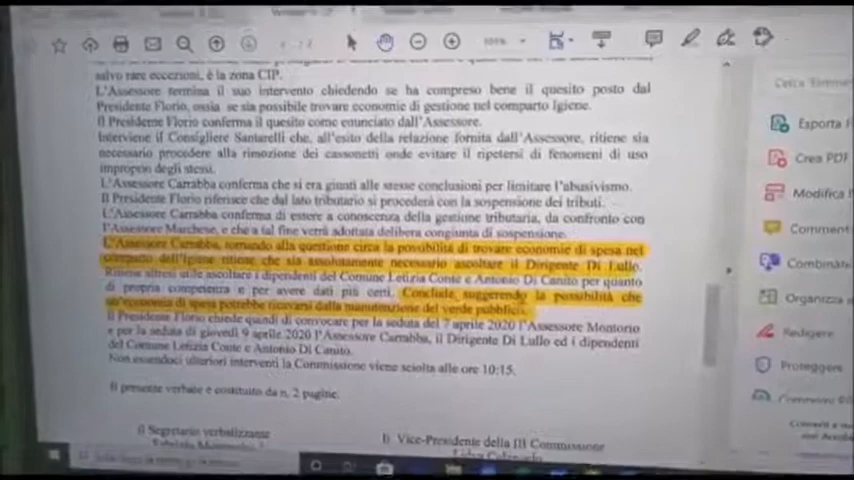 salvo rare eccezioni, è la zona CIP.
L'Assessore termina il suo intervento chiedendo se ha compreso bene il quesito posto dal
Presidente Florio, ossia se sia possibile trovare economie di gestione nel comparto Igiene.
Il Presidente Florio conferma il quesito come enunciato dall'Assessore.
Interviene il Consigliere Santarelli che, all'esito della relazione fornita dall'Assessore, ritiene sia
necessario procedere alla rimozione dei cassonetti onde evitare il ripetersi di fenomeni di uso
improprio degli stessi.
L'Assessore Carrabba conferma che si era giunti alle stesse conclusioni per limitare l'abusivismo.
Il Presidente Florio riferisce che dal lato tributario si procederà con la sospensione dei tributi.
L'Assessore Carrabba conferma di essere a conoscenza della gestione tributaria, da confronto con
l'Assessore Marchese, e che a tal fine verrà adottata delibera congiunta di sospensione.
L'Assessore Carrabba, tornando alla questione circa la possibilità di trovare economie di spesa nel
comparto dell'Igiene ritiene che sia assolutamente necessario ascoltare il Dirigente Di Lullo.
Ritiene altresì utile ascoltare i dipendenti del Comune Letizia Conte e Antonio Di Canito per quanto
di propria competenza e per avere dati più certi. Conclude suggerendo la possibilità che
un'economia di spesa potrebbe ricavarsi dalla manutenzione del verde pubblico.
Il Presidente Florio chiede quindi di convocare per la seduta del 7 aprile 2020 l'Assessore Montorio
e per la seduta di giovedì 9 aprile 2020 l'Assessore Carrabba, il Dirigente Di Lullo ed i dipendenti
del Comune Letizia Conte e Antonio Di Canito.
Non essendoci ulteriori interventi la Commissione viene sciolta alle ore 10:15.
Il presente verbale è costituito da n. 2 pagine.
Il Segretario verbalizzante
Il Vice-Presidente della III Commissione
Esporta
Crea PDF
Modifica
Comment
Combinate
Organizza
Redigere
Proteggere